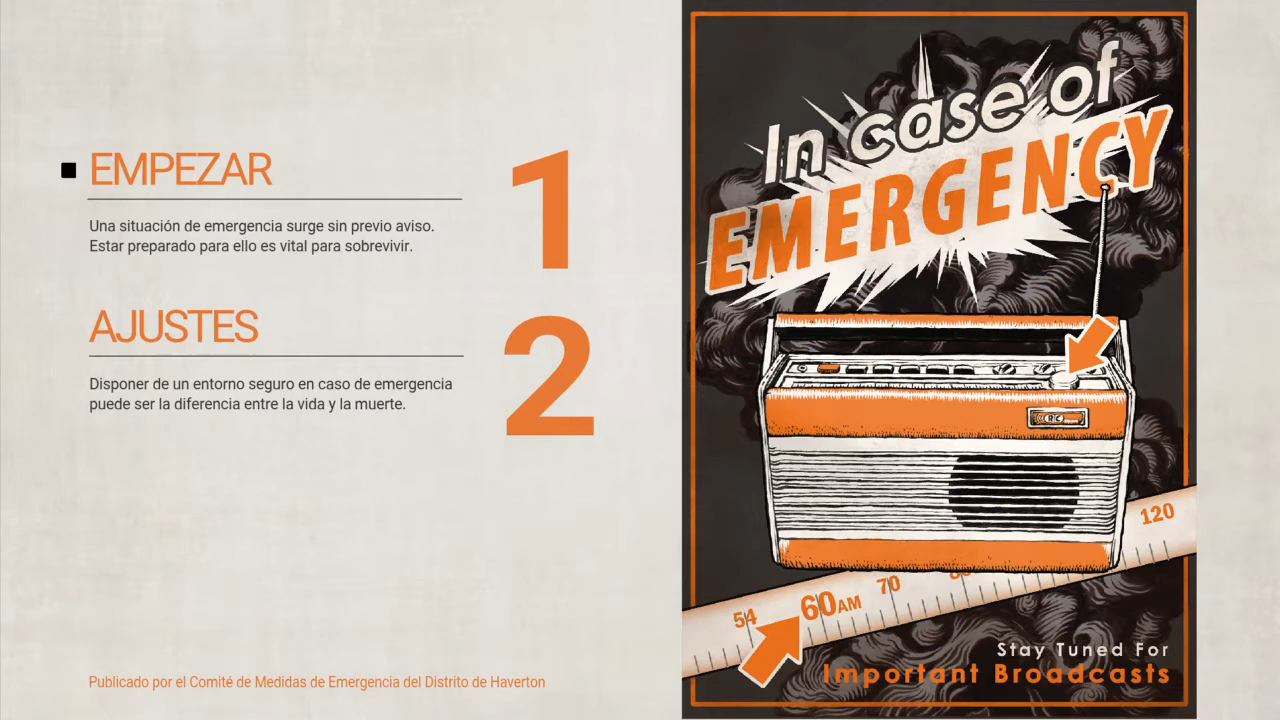 EMPEZAR
1
Una situación de emergencia surge sin previo aviso.
Estar preparado para ello es vital para sobrevivir.
AJUSTES
2
Disponer de un entorno seguro en caso de emergencia
puede ser la diferencia entre la vida y la muerte.
Publicado por el Comité de Medidas de Emergencia del Distrito de Haverton
In case of
EMERGENCY
120
70
60AM
54
Stay Tuned For
Important Broadcasts